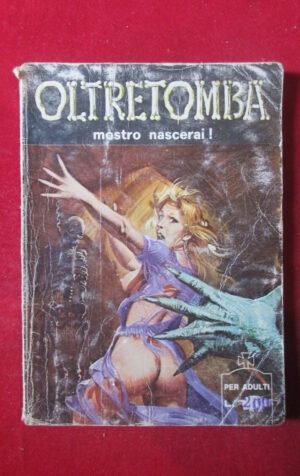 OLTRETOMBA
mostro nascerai!
PER ADULTI
L. 200